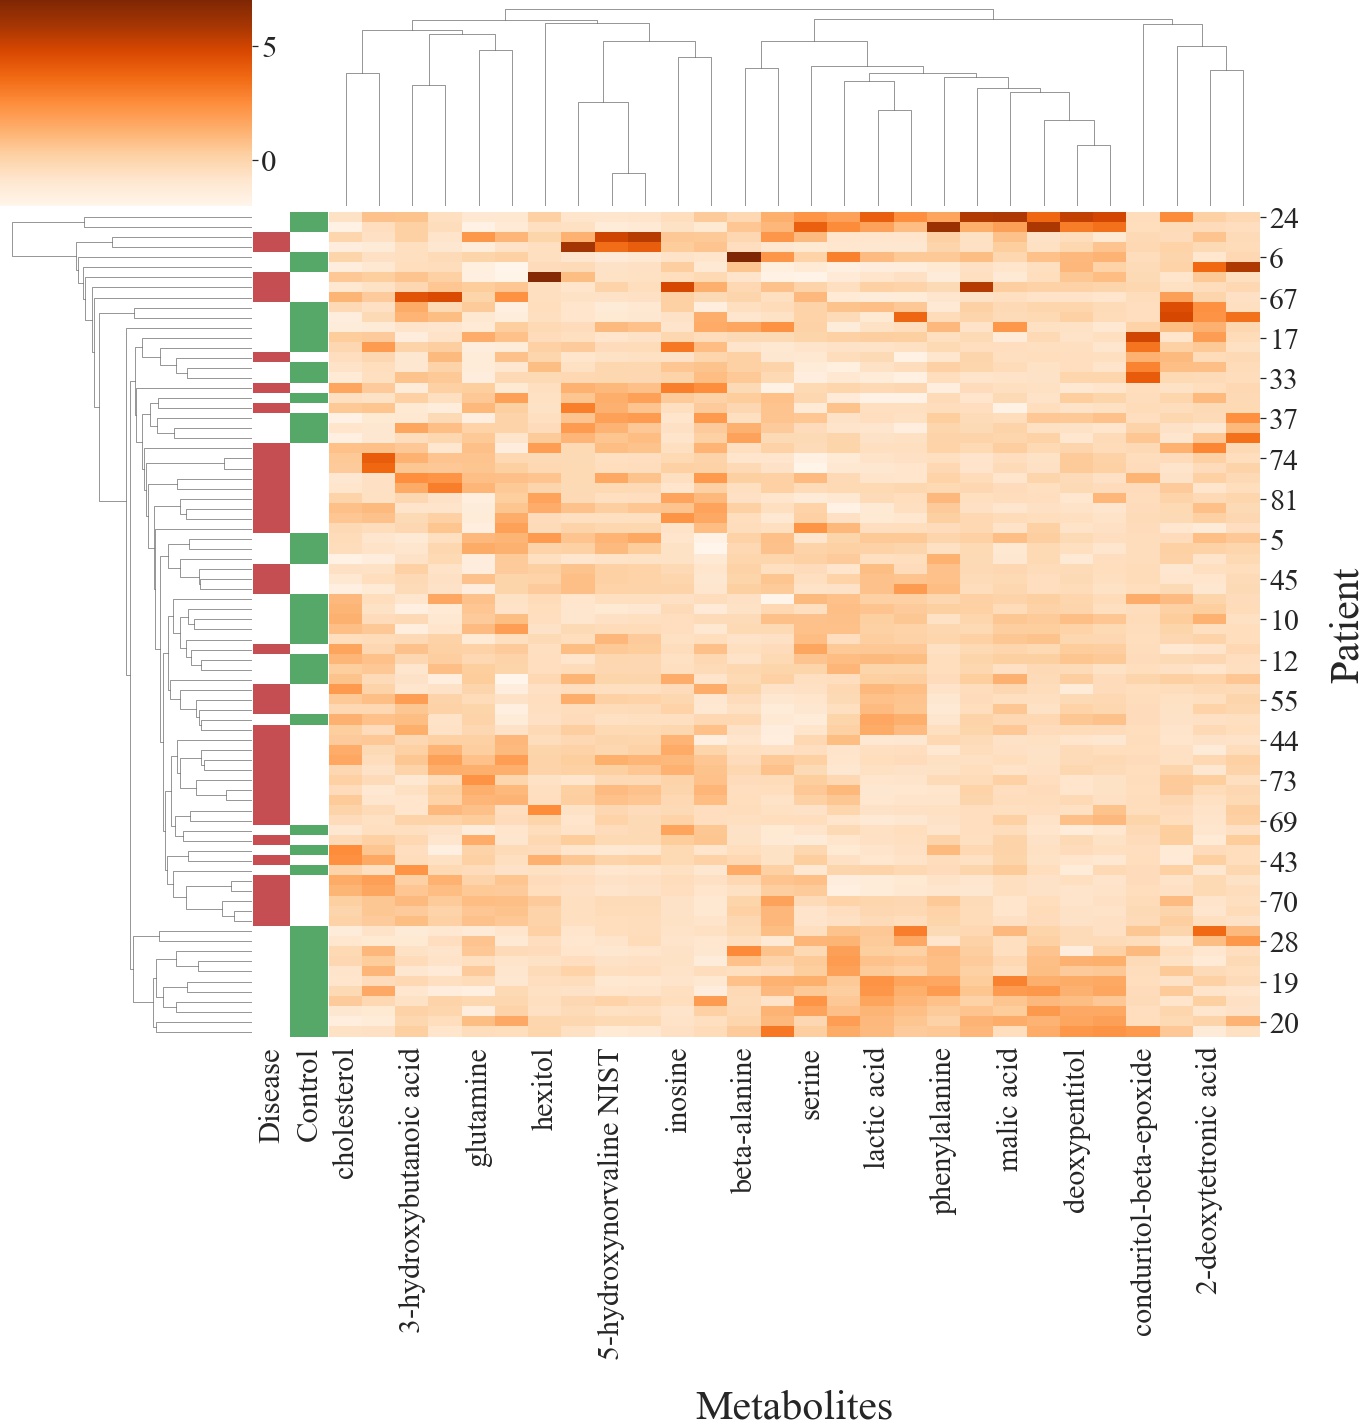 5
0
24
6
67
17
33
37
74
81
5
45
10
12
55
44
73
69
43
70
28
19
20
Patient
Disease
Control
cholesterol
3-hydroxybutanoic acid
glutamine
hexitol
5-hydroxynorvaline NIST
inosine
beta-alanine
serine
lactic acid
phenylalanine
malic acid
deoxypentitol
conduritol-beta-epoxide
2-deoxytetronic acid
Metabolites